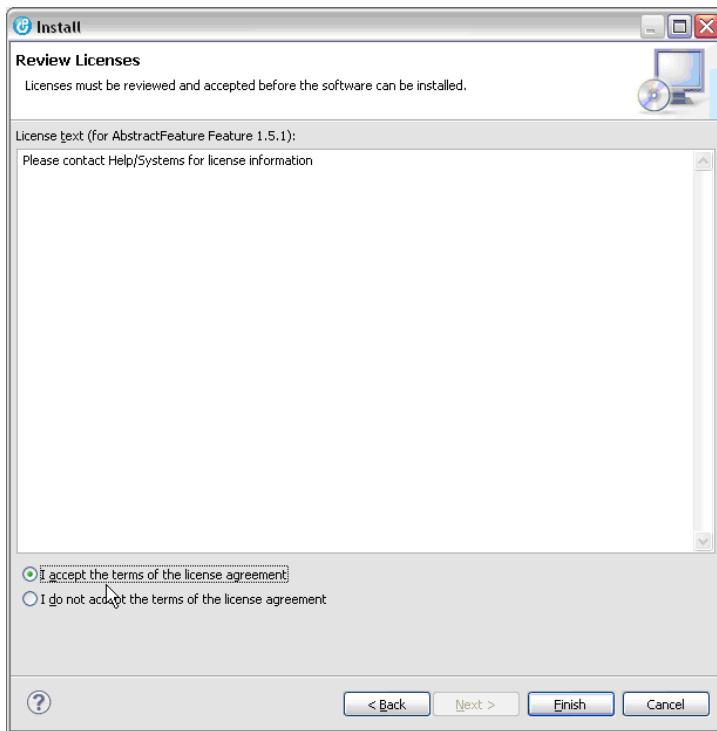 Install
Review Licenses
Licenses must be reviewed and accepted before the software can be installed.
License text (for AbstractFeature Feature 1.5.1):
Please contact Help/Systems for license information
I accept the terms of the license agreement
I do not accept the terms of the license agreement
?
< Back
Next >
Finish
Cancel